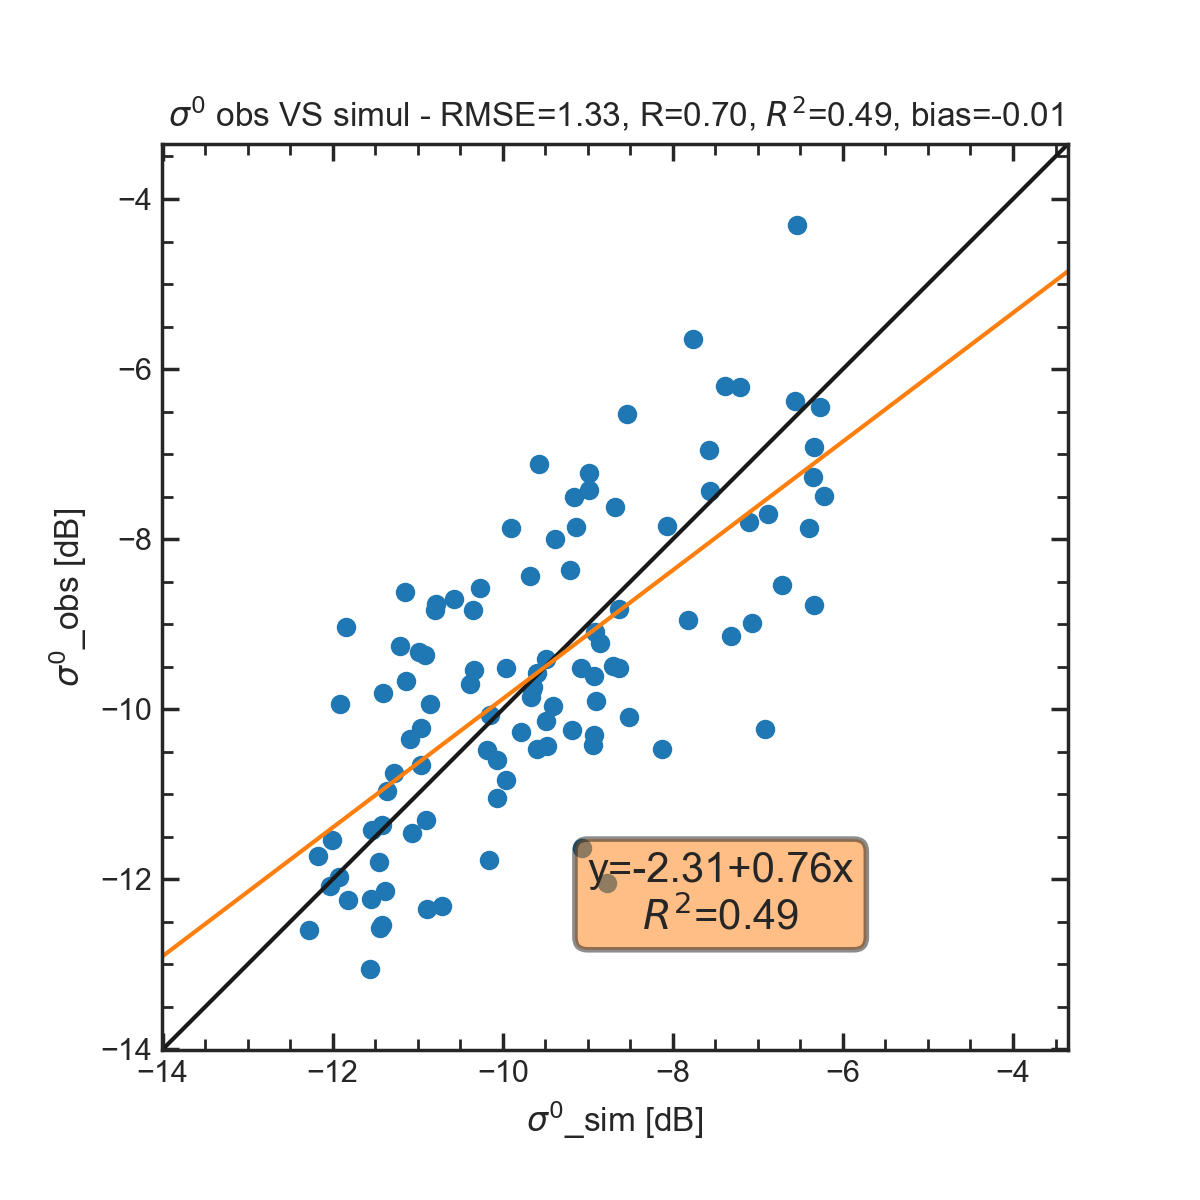 σ⁰ obs VS simul - RMSE=1.33, R=0.70, R²=0.49, bias=-0.01
−4
−6
−8
−10
−12
−14
σ⁰_obs [dB]
y=-2.31+0.76x
R²=0.49
−14 −12 −10 −8 −6 −4
σ⁰_sim [dB]